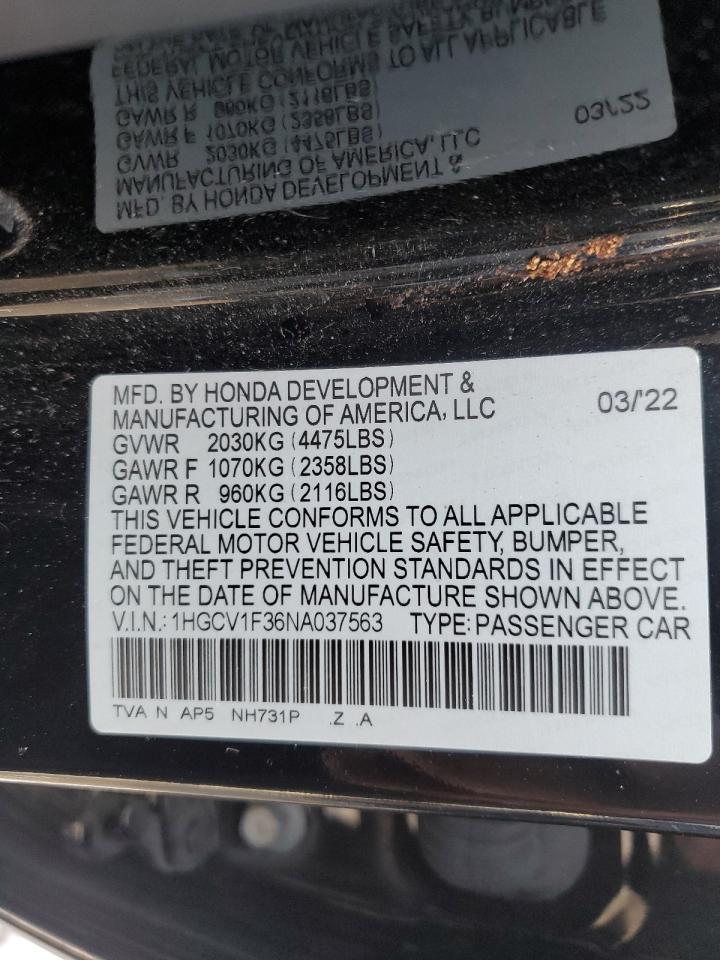 MFD. BY HONDA DEVELOPMENT &
MANUFACTURING OF AMERICA, LLC 03/'22
GVWR 2030KG (4475LBS)
GAWR F 1070KG (2358LBS)
GAWR R 960KG (2116LBS)
THIS VEHICLE CONFORMS TO ALL APPLICABLE
FEDERAL MOTOR VEHICLE SAFETY, BUMPER,
AND THEFT PREVENTION STANDARDS IN EFFECT
ON THE DATE OF MANUFACTURE SHOWN ABOVE.
V.I.N.: 1HGCV1F36NA037563 TYPE: PASSENGER CAR
TVA N AP5 NH731P .Z .A